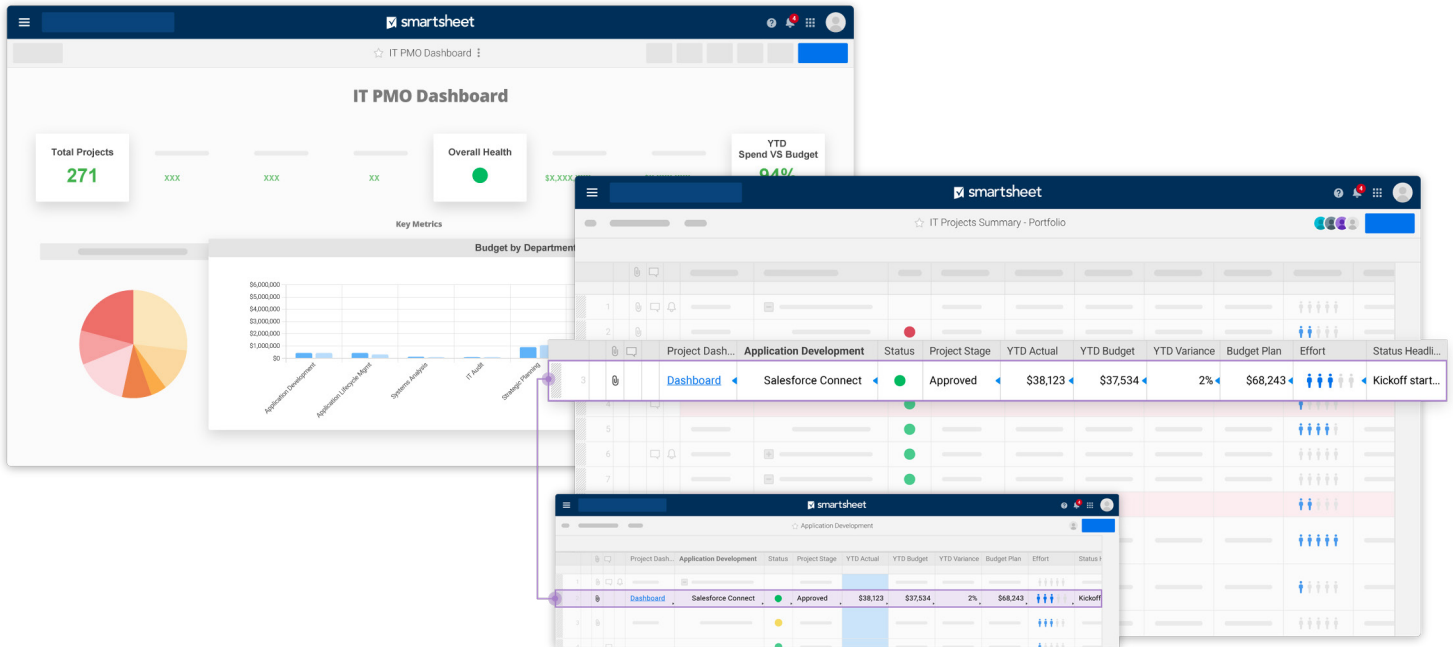 smartsheet
4
IT PMO Dashboard
IT PMO Dashboard
Total Projects
271
XXX
XXX
XX
Overall Health
YTD
Spend VS Budget
94%
Key Metrics
Budget by Department
$6,000,000
$5,000,000
$4,000,000
$3,000,000
$2,000,000
$1,000,000
$0
Application Development
Application Lifecycle Mgmt
Systems Analysis
IT Audit
Strategic Planning
smartsheet
4
IT Projects Summary - Portfolio
1
2
Project Dash... Application Development Status Project Stage YTD Actual YTD Budget YTD Variance Budget Plan Effort Status Headli...
3 Dashboard Salesforce Connect Approved $38,123 $37,534 2% $68,243 Kickoff start...
4
5
6
7
smartsheet
4
Application Development
Project Dash... Application Development Status Project Stage YTD Actual YTD Budget YTD Variance Budget Plan Effort Status H
1
Dashboard Salesforce Connect Approved $38,123 $37,534 2% $68,243 Kickoff
3